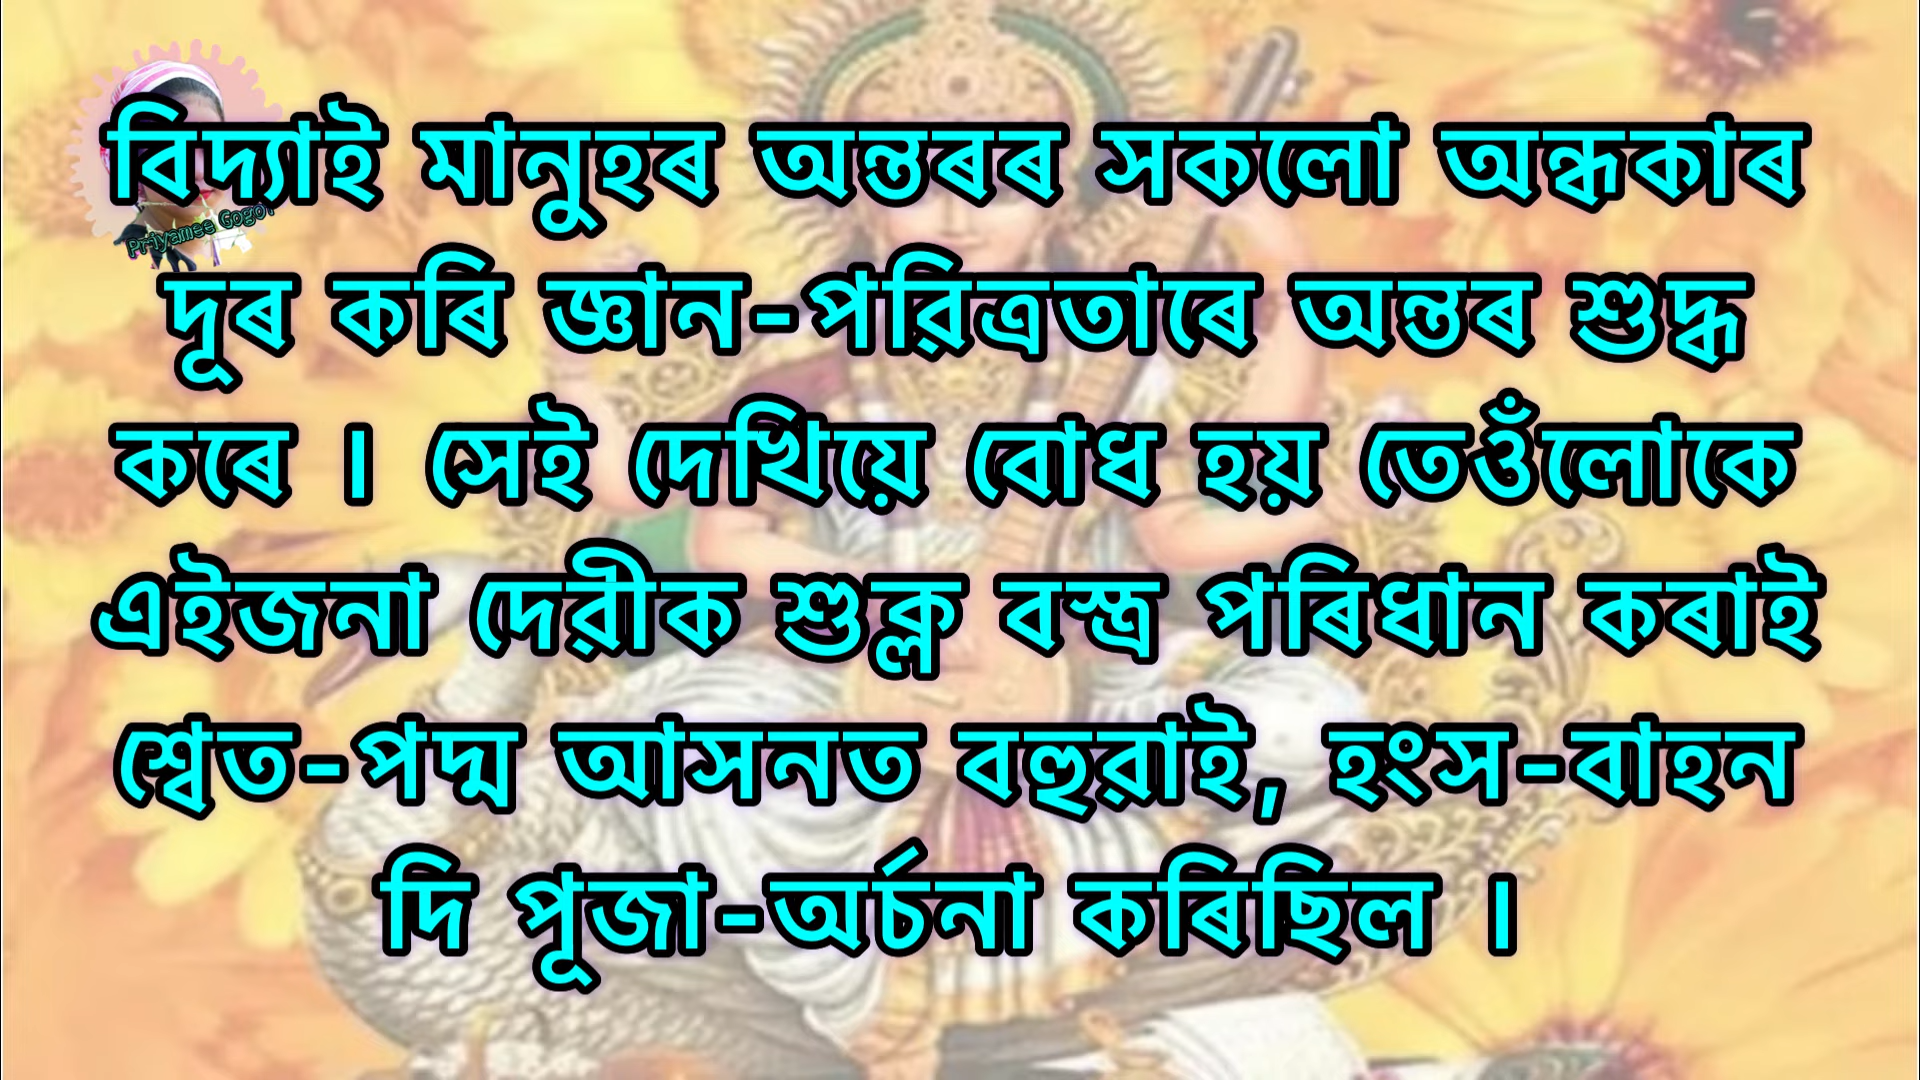 বিদ্যাই মানুহৰ অন্তৰৰ সকলো অন্ধকাৰ
দূৰ কৰি জ্ঞান-পৱিত্ৰতাৰে অন্তৰ শুদ্ধ
কৰে । সেই দেখিয়ে বোধ হয় তেওঁলোকে
এইজনা দেৱীক শুক্ল বস্ত্ৰ পৰিধান কৰাই
শ্বেত-পদ্ম আসনত বহুৱাই, হংস-বাহন
দি পূজা-অৰ্চনা কৰিছিল ।
Priyamee Gogoi